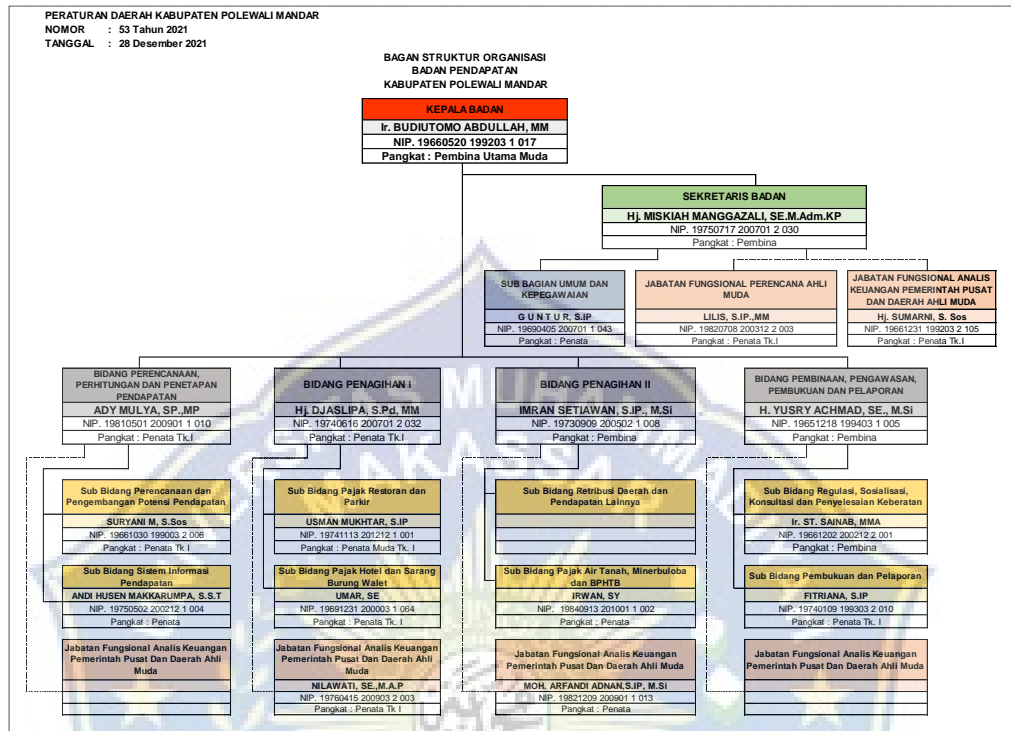 PERATURAN DAERAH KABUPATEN POLEWALI MANDAR
NOMOR : 53 Tahun 2021
TANGGAL : 28 Desember 2021
BAGAN STRUKTUR ORGANISASI
BADAN PENDAPATAN
KABUPATEN POLEWALI MANDAR
KEPALA BADAN
Ir. BUDIUTOMO ABDULLAH, MM
NIP. 19660520 199203 1 017
Pangkat : Pembina Utama Muda
SEKRETARIS BADAN
Hj. MISKIAH MANGGAZALI, SE.M.Adm.KP
NIP. 19750717 200701 2 030
Pangkat : Pembina
SUB BAGIAN UMUM DAN
KEPEGAWAIAN
G U N T U R, S.IP
NIP. 19690405 200701 1 043
Pangkat : Penata
JABATAN FUNGSIONAL PERENCANA AHLI
MUDA
LILIS, S.IP.,MM
NIP. 19820708 200312 2 003
Pangkat : Penata Tk.I
JABATAN FUNGSIONAL ANALIS
KEUANGAN PEMERINTAH PUSAT
DAN DAERAH AHLI MUDA
Hj. SUMARNI, S. Sos
NIP. 19661231 199203 2 105
Pangkat : Penata Tk.I
BIDANG PERENCANAAN,
PERHITUNGAN DAN PENETAPAN
PENDAPATAN
ADY MULYA, SP.,MP
NIP. 19810501 200901 1 010
Pangkat : Penata Tk.I
BIDANG PENAGIHAN I
Hj. DJASLIPA, S.Pd, MM
NIP. 19740616 200701 2 032
Pangkat : Penata Tk.I
BIDANG PENAGIHAN II
IMRAN SETIAWAN, S.IP., M.Si
NIP. 19730909 200502 1 008
Pangkat : Pembina
BIDANG PEMBINAAN, PENGAWASAN,
PEMBUKUAN DAN PELAPORAN
H. YUSRY ACHMAD, SE., M.Si
NIP. 19651218 199403 1 005
Pangkat : Pembina
Sub Bidang Perencanaan dan
Pengembangan Potensi Pendapatan
SURYANI M, S.Sos
NIP. 19661030 199003 2 006
Pangkat : Penata Tk I
Sub Bidang Pajak Restoran dan
Parkir
USMAN MUKHTAR, S.IP
NIP. 19741113 201212 1 001
Pangkat : Penata Muda Tk. I
Sub Bidang Retribusi Daerah dan
Pendapatan Lainnya
Sub Bidang Regulasi, Sosialisasi,
Konsultasi dan Penyelesaian Keberatan
Ir. ST. SAINAB, MMA
NIP. 19661202 200212 2 001
Pangkat : Pembina
Sub Bidang Sistem Informasi
Pendapatan
ANDI HUSEN MAKKARUMPA, S.S.T
NIP. 19750502 200212 1 004
Pangkat : Penata
Sub Bidang Pajak Hotel dan Sarang
Burung Walet
UMAR, SE
NIP. 19691231 200003 1 064
Pangkat : Penata Tk. I
Sub Bidang Pajak Air Tanah, Minerbuloba
dan BPHTB
IRWAN, SY
NIP. 19840913 201001 1 002
Pangkat : Penata
Sub Bidang Pembukuan dan Pelaporan
FITRIANA, S.IP
NIP. 19740109 199303 2 010
Pangkat : Penata Tk. I
Jabatan Fungsional Analis Keuangan
Pemerintah Pusat Dan Daerah Ahli
Muda
Jabatan Fungsional Analis Keuangan
Pemerintah Pusat Dan Daerah Ahli
Muda
NILAWATI, SE.,M.A.P
NIP. 19760415 200903 2 003
Pangkat : Penata Tk I
Jabatan Fungsional Analis Keuangan
Pemerintah Pusat Dan Daerah Ahli Muda
MOH. ARFANDI ADNAN,S.IP, M.Si
NIP. 19821209 200901 1 013
Pangkat : Penata
Jabatan Fungsional Analis Keuangan
Pemerintah Pusat Dan Daerah Ahli Muda